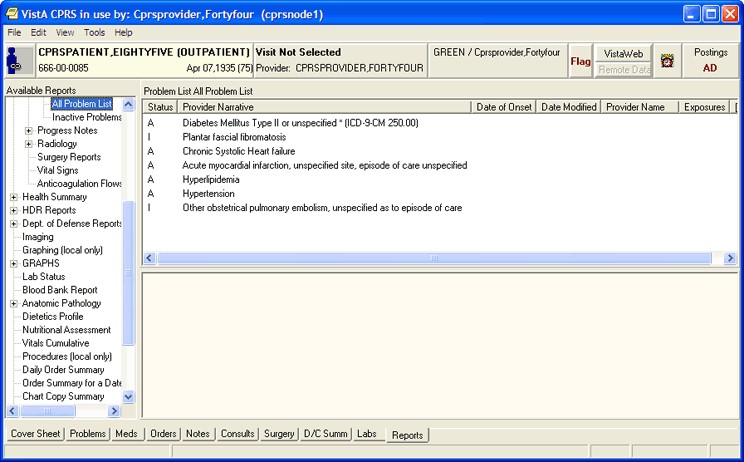 VistA CPRS in use by: Cprsprovider,Fortyfour (cprsnode1)
File Edit View Tools Help
CPRSPATIENT,EIGHTYFIVE (OUTPATIENT) Visit Not Selected GREEN / Cprsprovider,Fortyfour Flag VistaWeb Postings
666-00-0085 Apr 07,1935 (75) Provider: CPRSPROVIDER,FORTYFOUR Remote Data AD
Available Reports
All Problem List
Inactive Problems
Progress Notes
Radiology
Surgery Reports
Vital Signs
Anticoagulation Flows
Health Summary
HDR Reports
Dept. of Defense Reports
Imaging
Graphing (local only)
GRAPHS
Lab Status
Blood Bank Report
Anatomic Pathology
Dietetics Profile
Nutritional Assessment
Vitals Cumulative
Procedures (local only)
Daily Order Summary
Order Summary for a Date
Chart Copy Summary
Problem List All Problem List
Status Provider Narrative Date of Onset Date Modified Provider Name Exposures
A Diabetes Mellitus Type II or unspecified * (ICD-9-CM 250.00)
I Plantar fascial fibromatosis
A Chronic Systolic Heart failure
A Acute myocardial infarction, unspecified site, episode of care unspecified
A Hyperlipidemia
A Hypertension
I Other obstetrical pulmonary embolism, unspecified as to episode of care
Cover Sheet Problems Meds Orders Notes Consults Surgery D/C Summ Labs Reports